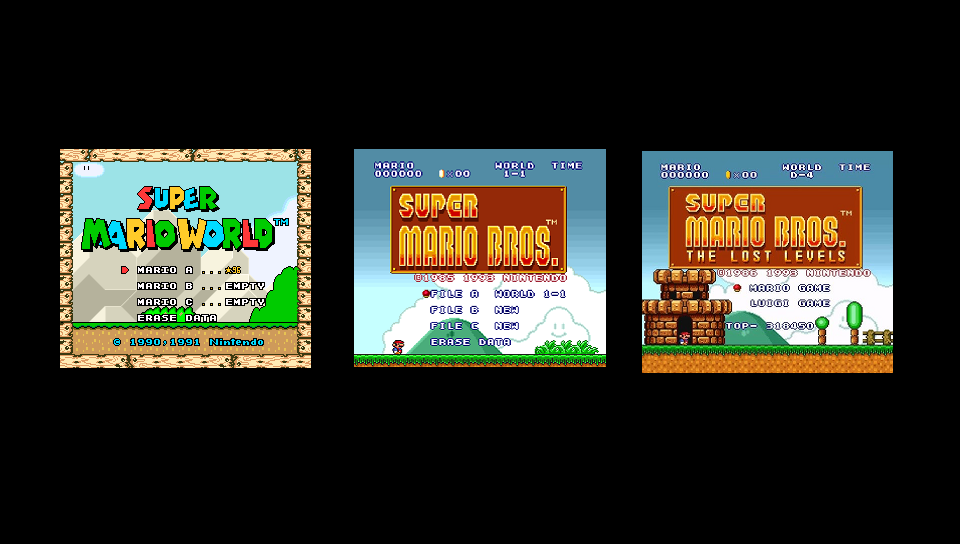 SUPER
MARIO WORLD™
MARIO A ...★96
MARIO B ...EMPTY
MARIO C ...EMPTY
ERASE DATA
© 1990,1991 Nintendo
MARIO WORLD TIME
000000 ×00 1-1
SUPER
MARIO BROS.™
©1985 1993 NINTENDO
FILE A WORLD 1-1
FILE B NEW
FILE C NEW
ERASE DATA
MARIO WORLD TIME
000000 ×00 D-4
SUPER
MARIO BROS.™
THE LOST LEVELS
©1986 1993 NINTENDO
MARIO GAME
LUIGI GAME
TOP- 318450